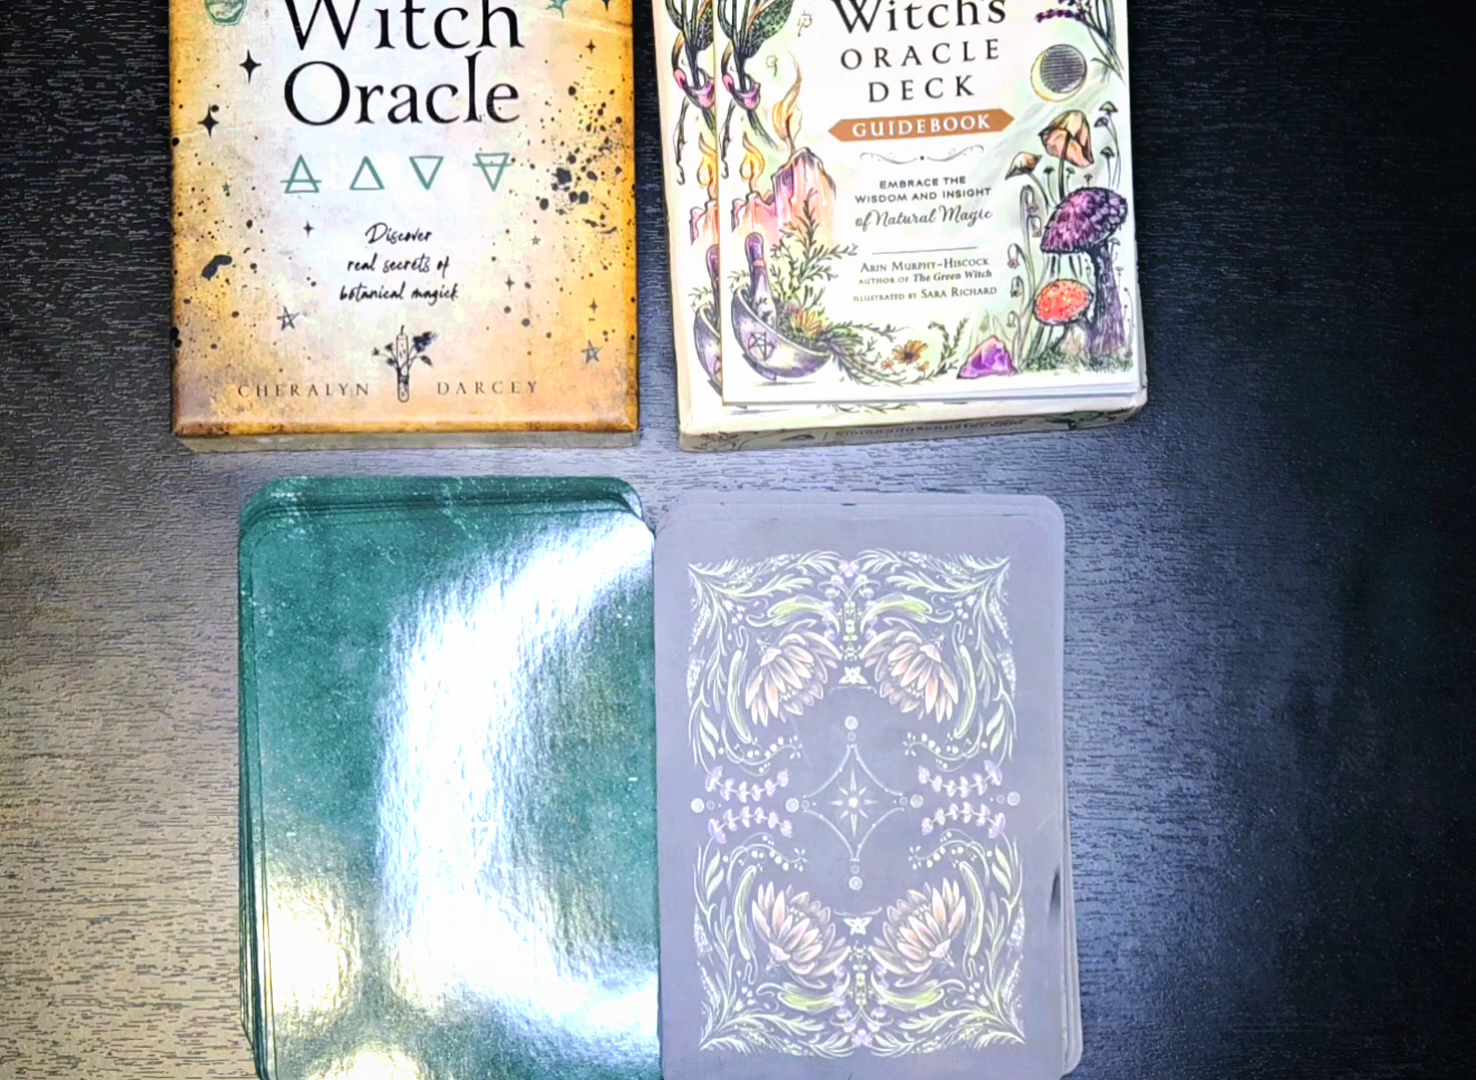 Witch
Oracle
Discover
real secrets of
botanical magick
CHERALYN DARCEY
Witch's
ORACLE
DECK
GUIDEBOOK
EMBRACE THE
WISDOM AND INSIGHT
of Natural Magic
ARIN MURPHY-HISCOCK
AUTHOR OF The Green Witch
ILLUSTRATED BY SARA RICHARD